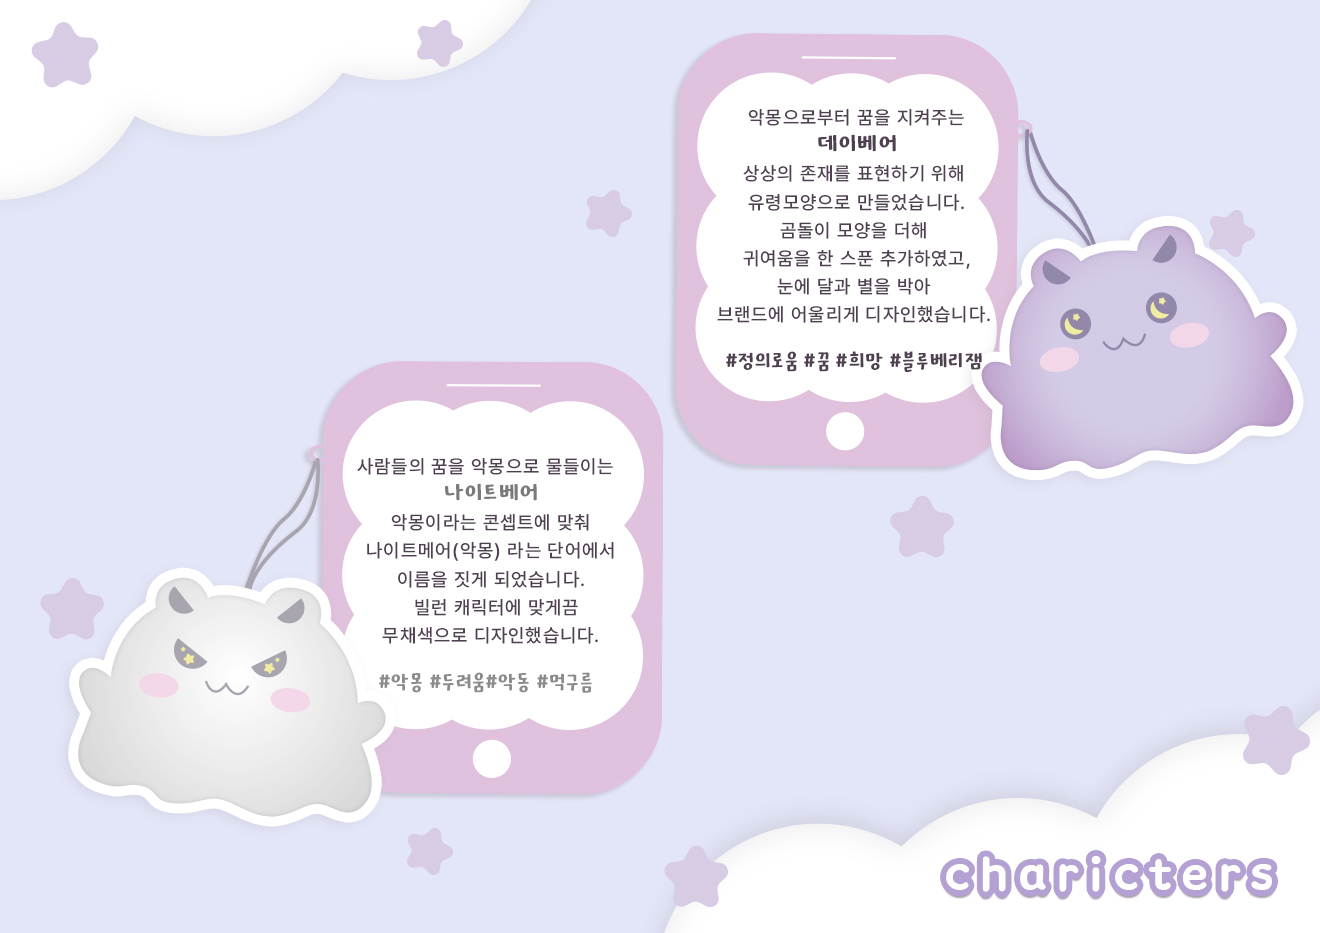 악몽으로부터 꿈을 지켜주는
데이베어
상상의 존재를 표현하기 위해
유령모양으로 만들었습니다.
곰돌이 모양을 더해
귀여움을 한 스푼 추가하였고,
눈에 달과 별을 박아
브랜드에 어울리게 디자인했습니다.
#정의로움 #꿈 #희망 #블루베리잼
사람들의 꿈을 악몽으로 물들이는
나이트베어
악몽이라는 콘셉트에 맞춰
나이트메어(악몽) 라는 단어에서
이름을 짓게 되었습니다.
빌런 캐릭터에 맞게끔
무채색으로 디자인했습니다.
#악몽 #두려움#악동 #먹구름
charicters